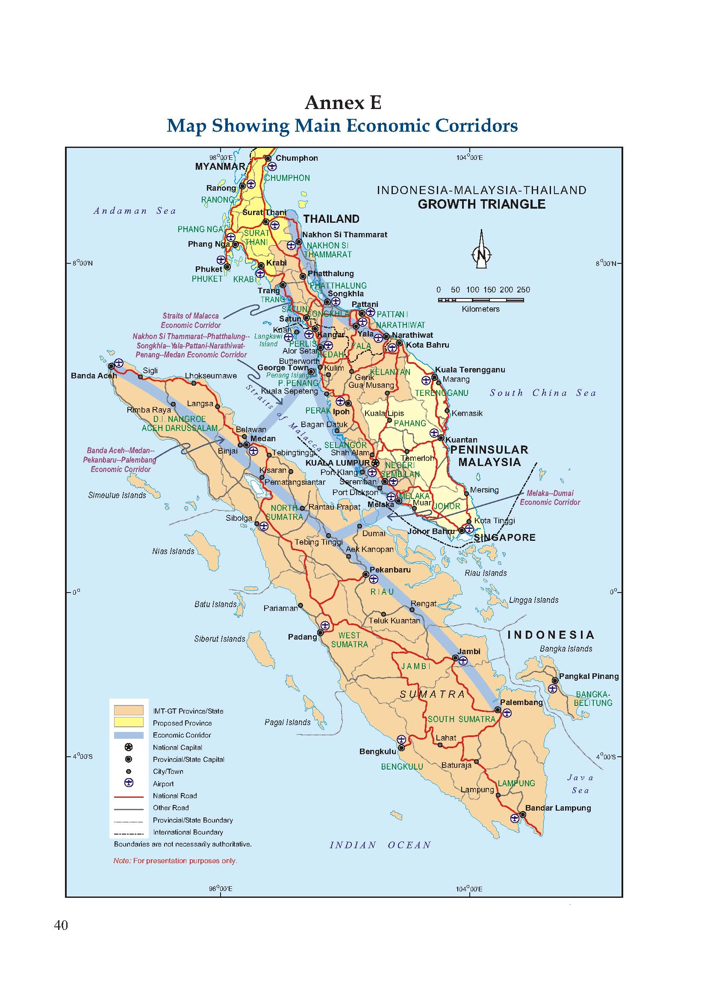 Annex E
Map Showing Main Economic Corridors
98°00'E
104°00'E
Chumphon
MYANMAR
CHUMPHON
Ranong
RANONG
INDONESIA-MALAYSIA-THAILAND
GROWTH TRIANGLE
Andaman Sea
Surat Thani
THAILAND
PHANG NGA
SURAT
THANI
Nakhon Si Thammarat
Phang Nga
NAKHON SI
THAMMARAT
N
8°00'N
8°00'N
Krabi
Phuket
PHUKET
KRABI
Phatthalung
PHATTHALUNG
Trang
TRANG
Songkhla
0 50 100 150 200 250
Kilometers
Pattani
SATUN
SONGKHLA
PATTANI
Straits of Malacca
Economic Corridor
Satun
NARATHIWAT
Kuah
Nakhon Si Thammarat--Phatthalung--
Songkhla--Yala-Pattani-Narathiwat-
Penang--Medan Economic Corridor
Langkawi
Island
Kangar
Yala
Narathiwat
PERLIS
YALA
Kota Bahru
Alor Setar
KEDAH
Butterworth
George Town
Kulim
Penang Island
P.PENANG
Gerik
KELANTAN
Kuala Terengganu
Marang
Gua Musang
Banda Aceh
Sigli
Lhokseumawe
Kuala Sepeteng
TERENGGANU
South China Sea
Straits of Malacca
Langsa
Rimba Raya
D.I. NANGROE
ACEH DARUSSALAM
PERAK
Ipoh
Kuala Lipis
Kemasik
PAHANG
Bagan Datuk
Belawan
Medan
Kuantan
Binjai
Tebingtinggi
SELANGOR
Shah Alam
PENINSULAR
MALAYSIA
Banda Aceh--Medan--
Pekanbaru--Palembang
Economic Corridor
Temerloh
KUALA LUMPUR
NEGERI
SEMBILAN
Kisaran
Port Klang
Pematangsiantar
Seremban
Port Dickson
Simeulue Islands
Mersing
Melaka--Dumai
Economic Corridor
MELAKA
Melaka
Muar
JOHOR
NORTH
SUMATRA
Rantau Prapat
Sibolga
Kota Tinggi
Dumai
Johor Bahru
SINGAPORE
Tebing Tinggi
Aek Kanopan
Nias Islands
Pekanbaru
Riau Islands
RIAU
0°
0°
Batu Islands
Pariaman
Rengat
Lingga Islands
Teluk Kuantan
Siberut Islands
Padang
WEST
SUMATRA
INDONESIA
Bangka Islands
Jambi
JAMBI
Pangkal Pinang
SUMATRA
BANGKA-
BELITUNG
Palembang
SOUTH SUMATRA
Pagai Islands
Lahat
Bengkulu
BENGKULU
Baturaja
4°00'S
4°00'S
Java
Sea
LAMPUNG
Lampung
Bandar Lampung
INDIAN OCEAN
IMT-GT Province/State
Proposed Province
Economic Corridor
National Capital
Provincial/State Capital
City/Town
Airport
National Road
Other Road
Provincial/State Boundary
International Boundary
Boundaries are not necessarily authoritative.
Note: For presentation purposes only.
98°00'E
104°00'E
40